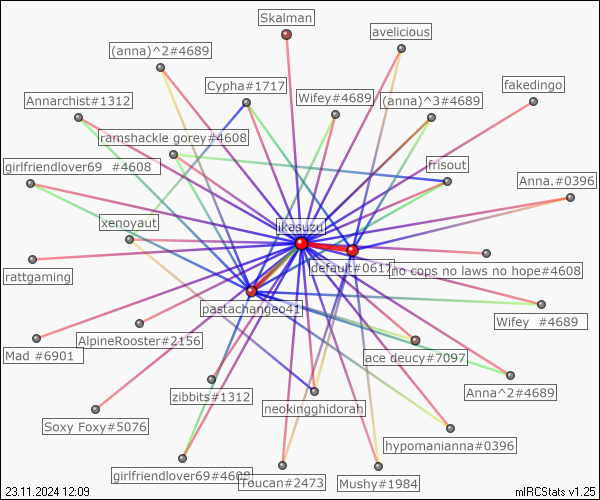 Skalman
avelicious
(anna)^2#4689
Cypha#1717
fakedingo
Annarchist#1312
Wifey#4689
(anna)^3#4689
ramshackle gorey#4608
girlfriendlover69 #4608
frisout
Anna.#0396
xenoyaut
ikasuzu
default#0617
no cops no laws no hope#4608
rattgaming
pastachangeo41
Wifey #4689
AlpineRooster#2156
Mad #6901
ace deucy#7097
zibbits#1312
Anna^2#4689
neokingghidorah
Soxy Foxy#5076
hypomanianna#0396
girlfriendlover69#4608
Toucan#2473
Mushy#1984
23.11.2024 12:09
mIRCStats v1.25